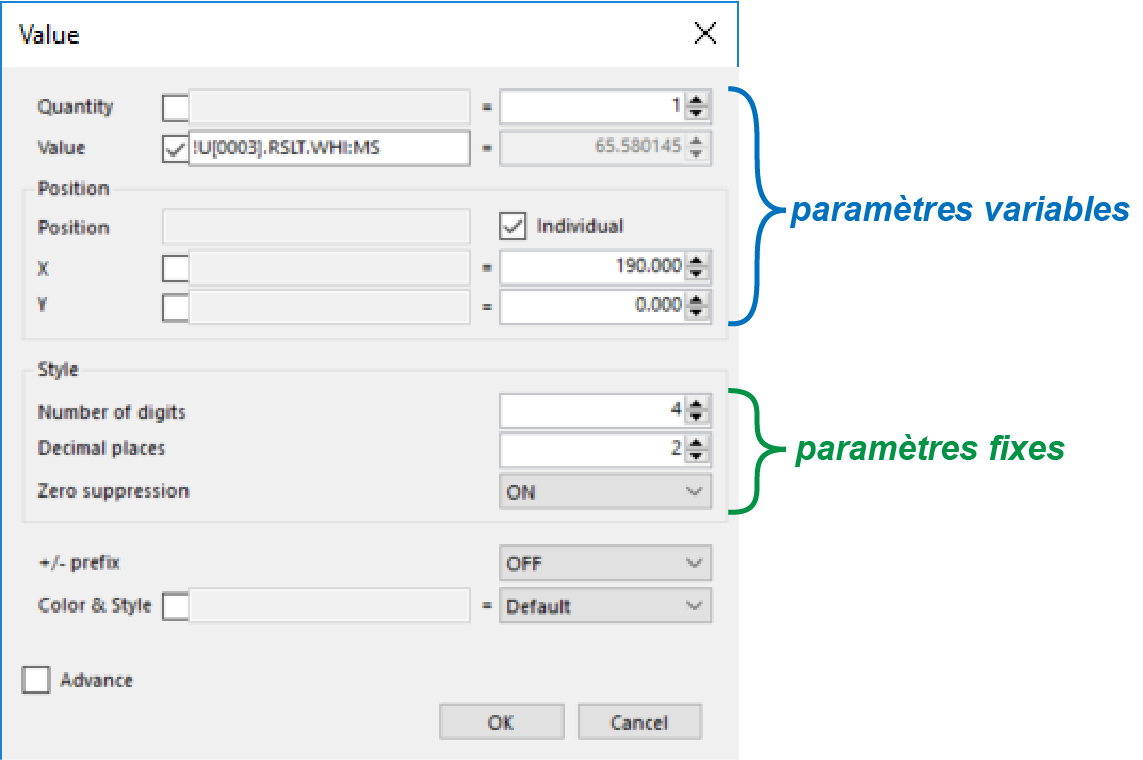 Value
Quantity = 1
Value !U[0003].RSLT.WHI:MS = 65.580145
Position
Position Individual
X = 190.000
Y = 0.000
paramètres variables
Style
Number of digits 4
Decimal places 2
Zero suppression ON
paramètres fixes
+/- prefix OFF
Color & Style = Default
Advance
OK Cancel